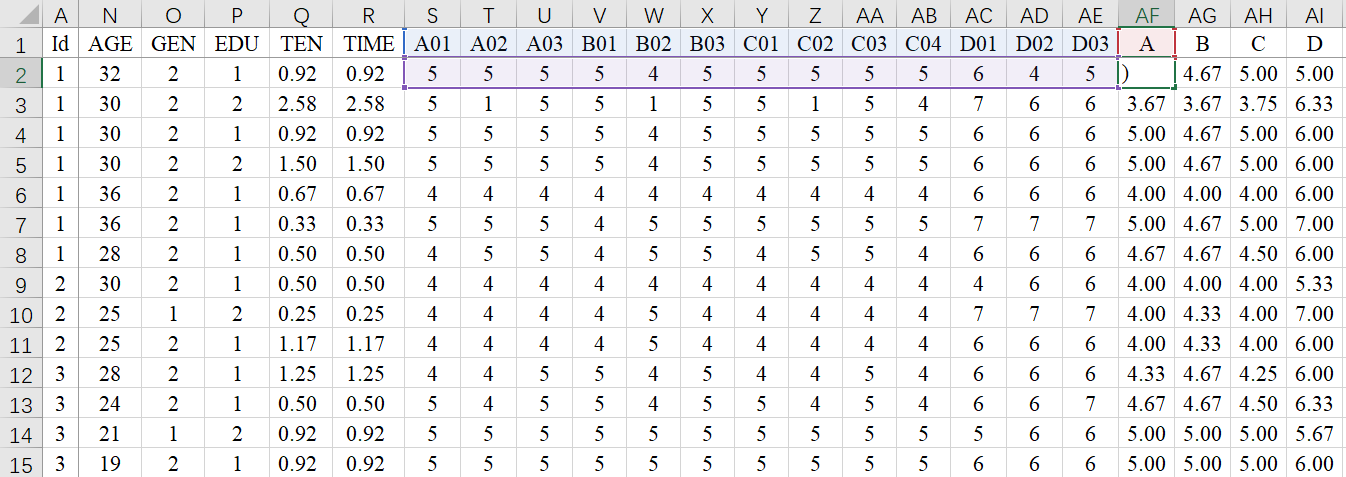 A N O P Q R S T U V W X Y Z AA AB AC AD AE AF AG AH AI
1 Id AGE GEN EDU TEN TIME A01 A02 A03 B01 B02 B03 C01 C02 C03 C04 D01 D02 D03 A B C D
2 1 32 2 1 0.92 0.92 5 5 5 5 4 5 5 5 5 5 6 4 5 ) 4.67 5.00 5.00
3 1 30 2 2 2.58 2.58 5 1 5 5 1 5 5 1 5 4 7 6 6 3.67 3.67 3.75 6.33
4 1 30 2 1 0.92 0.92 5 5 5 5 4 5 5 5 5 5 6 6 6 5.00 4.67 5.00 6.00
5 1 30 2 2 1.50 1.50 5 5 5 5 4 5 5 5 5 5 6 6 6 5.00 4.67 5.00 6.00
6 1 36 2 1 0.67 0.67 4 4 4 4 4 4 4 4 4 4 6 6 6 4.00 4.00 4.00 6.00
7 1 36 2 1 0.33 0.33 5 5 5 4 5 5 5 5 5 5 7 7 7 5.00 4.67 5.00 7.00
8 1 28 2 1 0.50 0.50 4 5 5 4 5 5 4 5 5 4 6 6 6 4.67 4.67 4.50 6.00
9 2 30 2 1 0.50 0.50 4 4 4 4 4 4 4 4 4 4 4 6 6 4.00 4.00 4.00 5.33
10 2 25 1 2 0.25 0.25 4 4 4 4 5 4 4 4 4 4 7 7 7 4.00 4.33 4.00 7.00
11 2 25 2 1 1.17 1.17 4 4 4 4 5 4 4 4 4 4 6 6 6 4.00 4.33 4.00 6.00
12 3 28 2 1 1.25 1.25 4 4 5 5 4 5 4 4 5 4 6 6 6 4.33 4.67 4.25 6.00
13 3 24 2 1 0.50 0.50 5 4 5 5 4 5 5 4 5 4 6 6 7 4.67 4.67 4.50 6.33
14 3 21 1 2 0.92 0.92 5 5 5 5 5 5 5 5 5 5 5 6 6 5.00 5.00 5.00 5.67
15 3 19 2 1 0.92 0.92 5 5 5 5 5 5 5 5 5 5 6 6 6 5.00 5.00 5.00 6.00